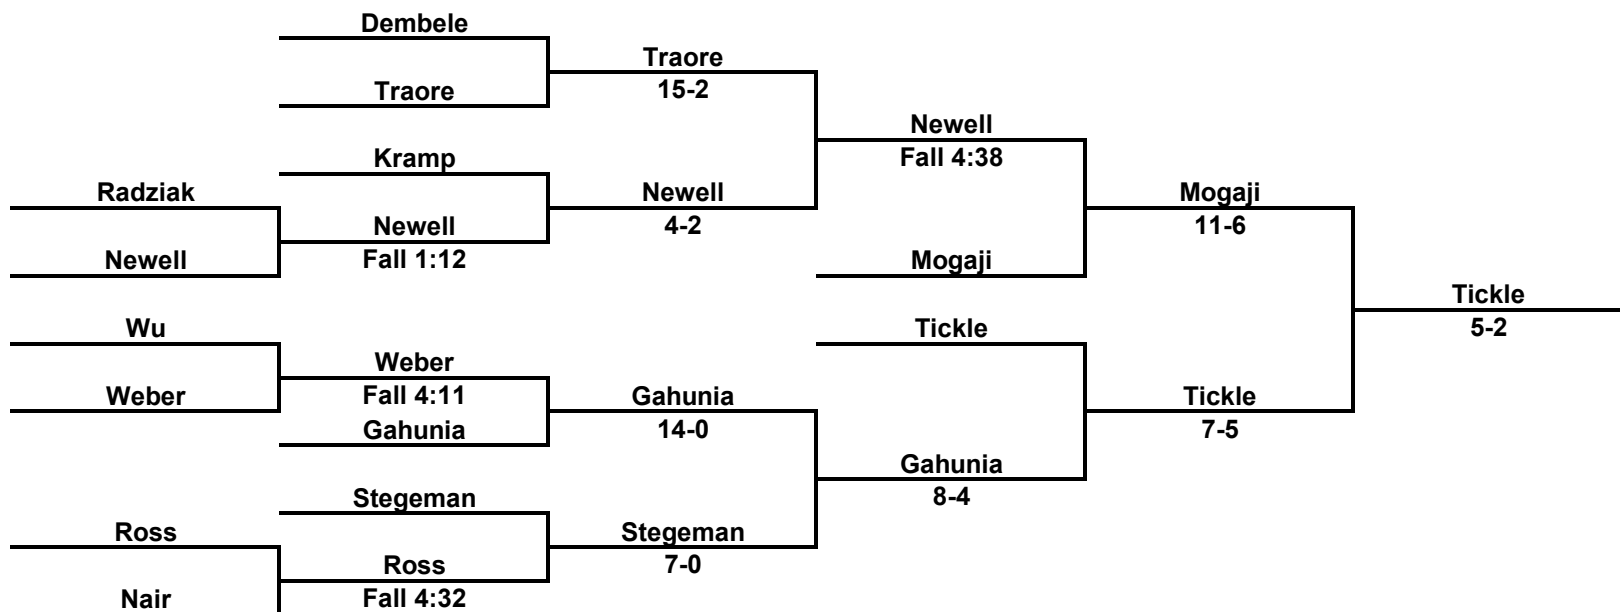 Dembele
Traore
Traore
15-2
Newell
Fall 4:38
Kramp
Radziak
Newell
Mogaji
Newell
4-2
11-6
Newell
Fall 1:12
Mogaji
Tickle
5-2
Wu
Tickle
Weber
Weber
Fall 4:11
Gahunia
Tickle
Gahunia
14-0
7-5
Gahunia
8-4
Stegeman
Ross
Stegeman
7-0
Ross
Fall 4:32
Nair